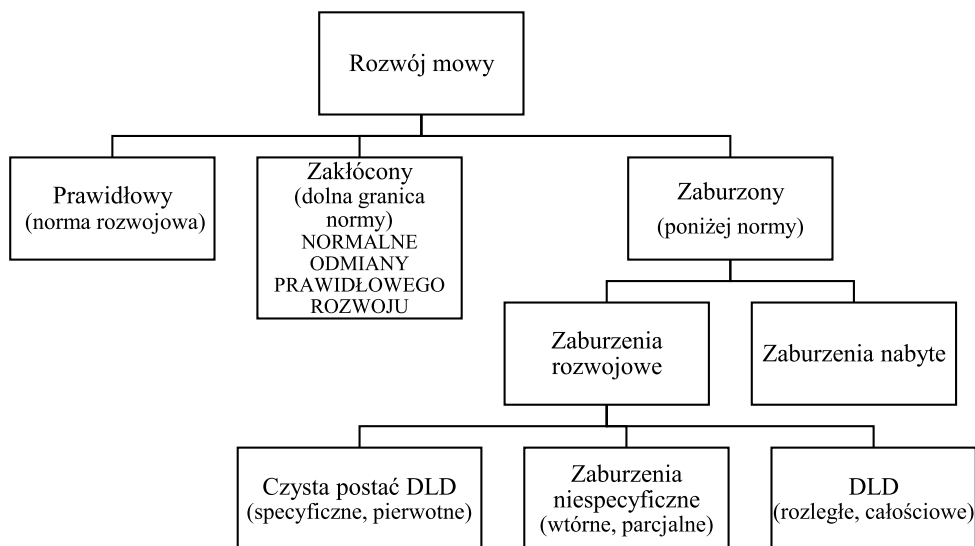 Rozwój mowy
Prawidłowy
(norma rozwojowa)
Zakłócony
(dolna granica
normy)
NORMALNE
ODMIANY
PRAWIDŁOWEGO
ROZWOJU
Zaburzony
(poniżej normy)
Zaburzenia
rozwojowe
Zaburzenia nabyte
Czysta postać DLD
(specyficzne, pierwotne)
Zaburzenia
niespecyficzne
(wtórne, parcjalne)
DLD
(rozległe, całościowe)